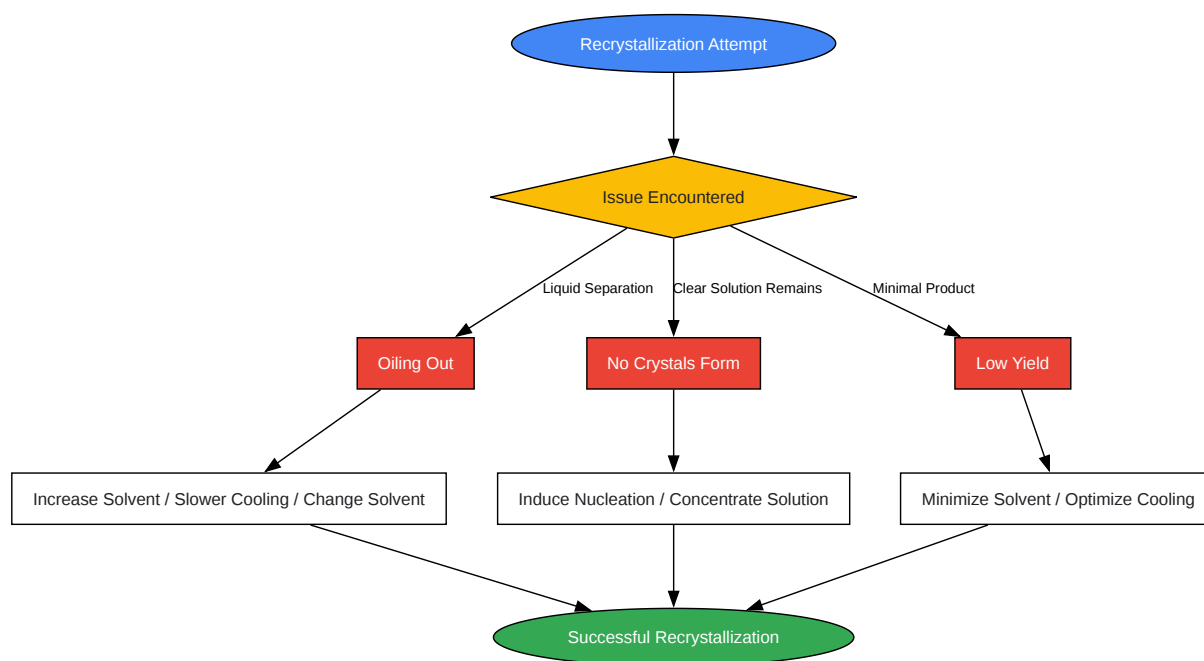 Recrystallization Attempt
Issue Encountered
Liquid Separation
Clear Solution Remains
Minimal Product
Oiling Out
No Crystals Form
Low Yield
Increase Solvent / Slower Cooling / Change Solvent
Induce Nucleation / Concentrate Solution
Minimize Solvent / Optimize Cooling
Successful Recrystallization